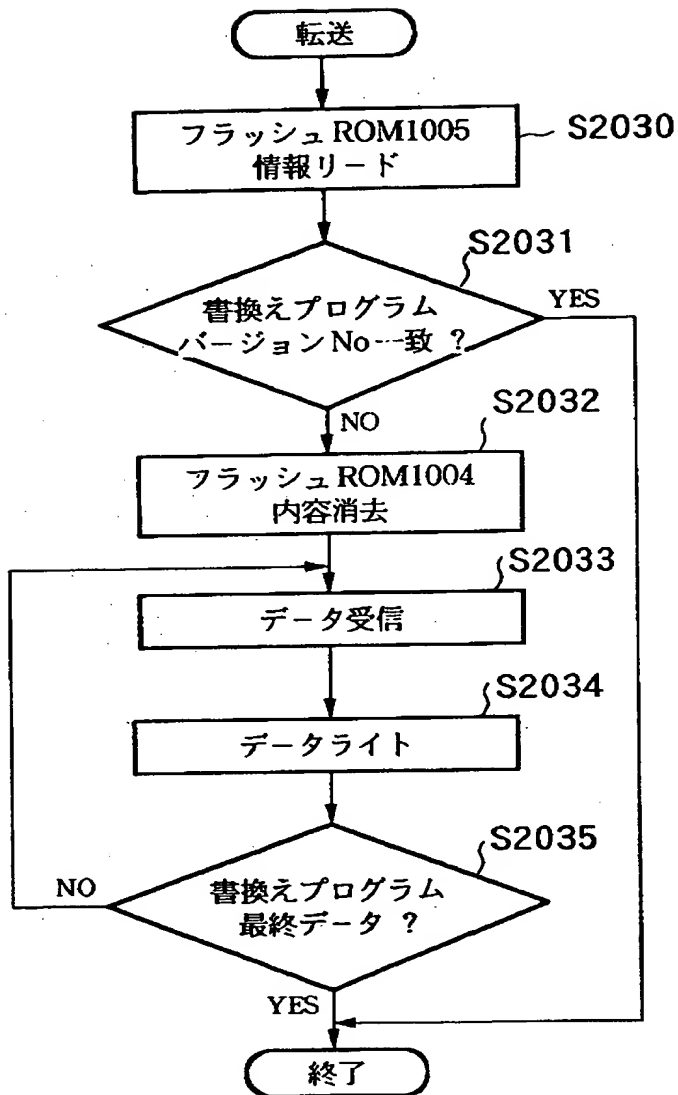 転送
フラッシュROM1005
情報リード
S2030
S2031
書換えプログラム
バージョンNo一致 ?
YES
NO
S2032
フラッシュROM1004
内容消去
S2033
データ受信
S2034
データライト
S2035
書換えプログラム
最終データ ?
NO
YES
終了